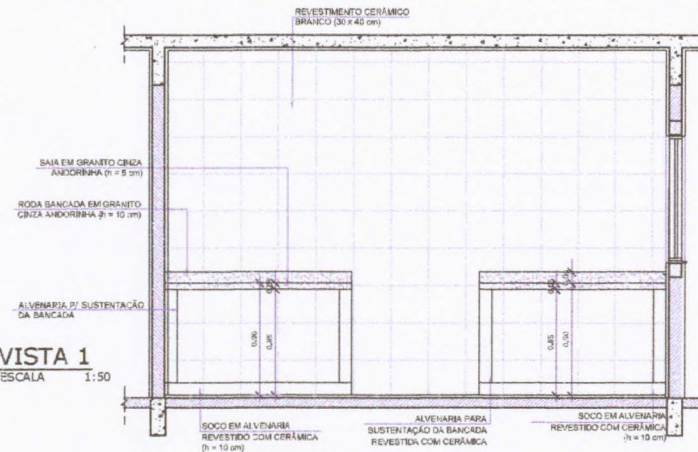 REVESTIMENTO CERÂMICO
BRANCO (30 x 40 cm)
SAIA EM GRANITO CINZA
ANDORINHA (h = 5 cm)
RODA BANCADA EM GRANITO
CINZA ANDORINHA (h = 10 cm)
ALVENARIA P/ SUSTENTAÇÃO
DA BANCADA
0,90
0,85
0,85
0,90
VISTA 1
ESCALA 1:50
SOCO EM ALVENARIA
REVESTIDO COM CERÂMICA
(h = 10 cm)
ALVENARIA PARA
SUSTENTAÇÃO DA BANCADA
REVESTIDA COM CERÂMICA
SOCO EM ALVENARIA
REVESTIDO COM CERÂMICA
(h = 10 cm)